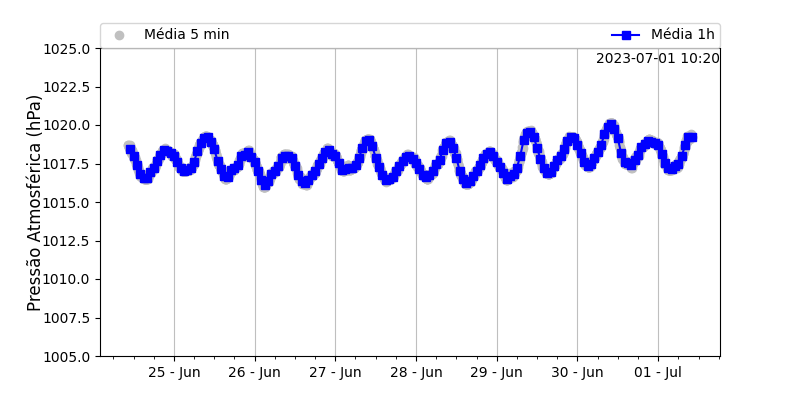 Média 5 min
Média 1h
2023-07-01 10:20
Pressão Atmosférica (hPa)
1025.0
1022.5
1020.0
1017.5
1015.0
1012.5
1010.0
1007.5
1005.0
25 - Jun
26 - Jun
27 - Jun
28 - Jun
29 - Jun
30 - Jun
01 - Jul